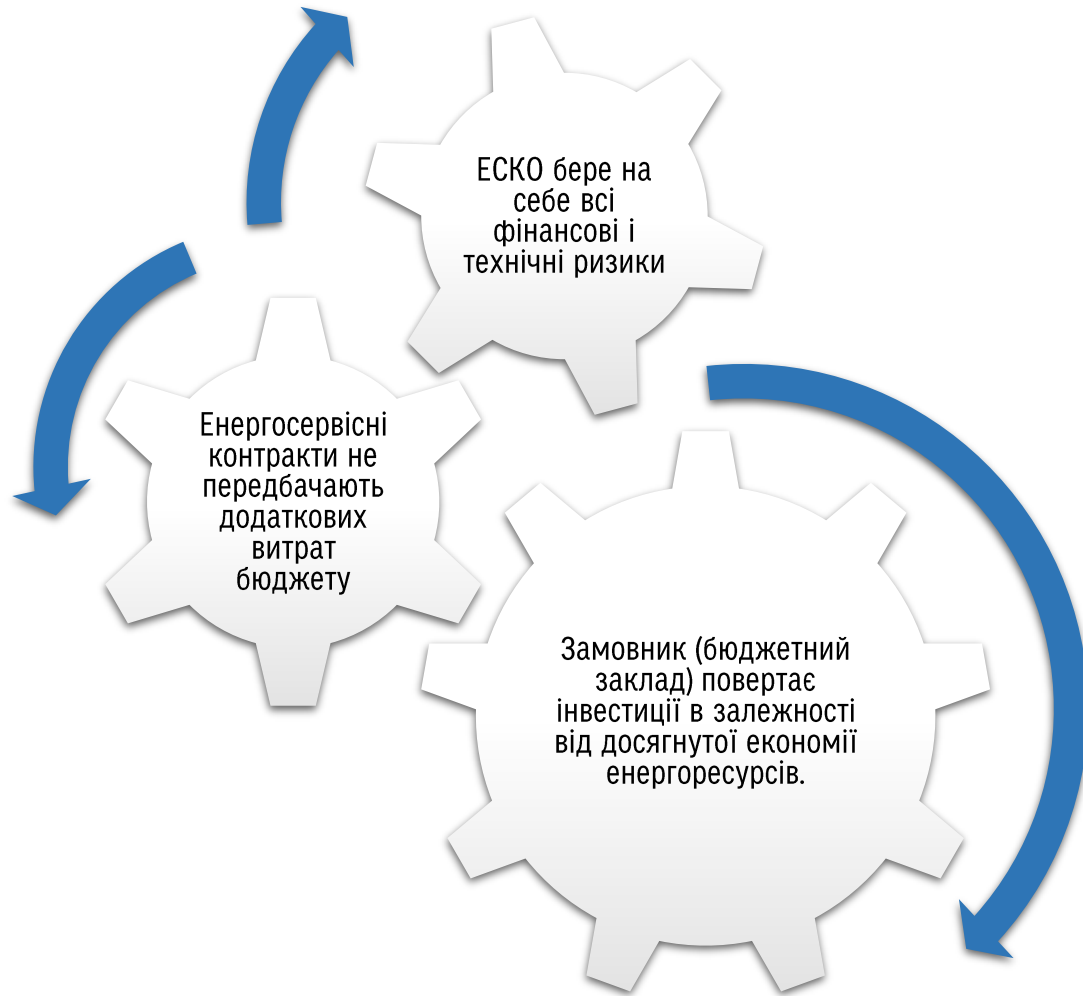 ЕСКО бере на
себе всі
фінансові і
технічні ризики
Енергосервісні
контракти не
передбачають
додаткових
витрат
бюджету
Замовник (бюджетний
заклад) повертає
інвестиції в залежності
від досягнутої економії
енергоресурсів.